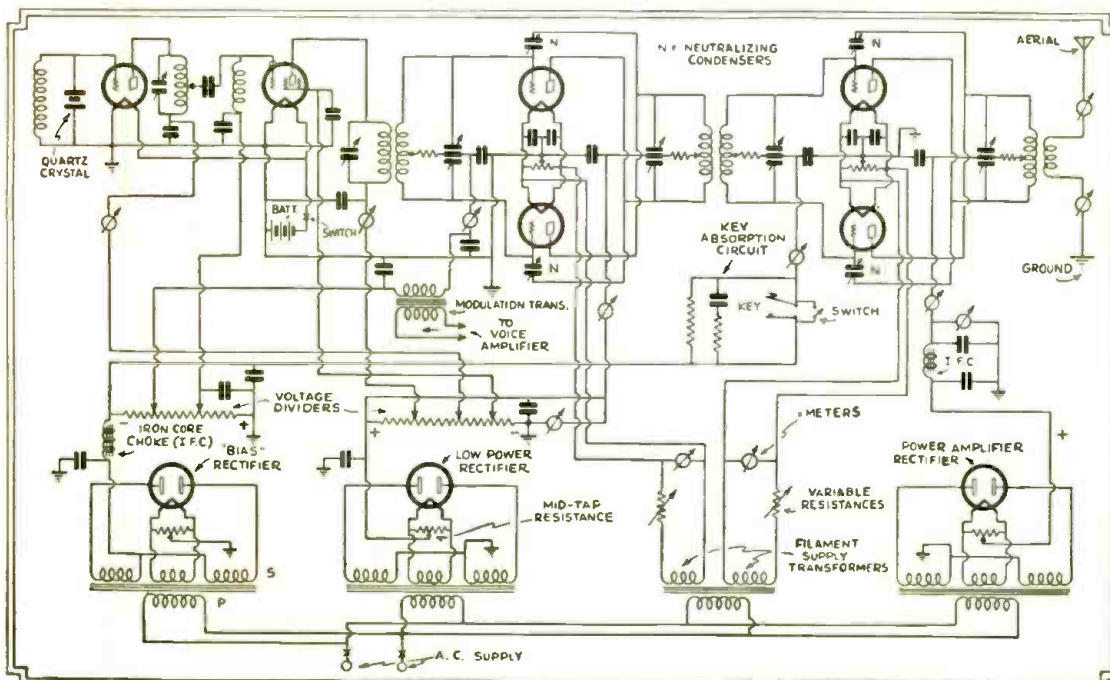 N = NEUTRALIZING
CONDENSERS
AERIAL
N
N
QUARTZ
CRYSTAL
BATT.
SWITCH
N
N
KEY
ABSORPTION
CIRCUIT
GROUND
MODULATION TRANS.
TO
VOICE
AMPLIFIER
KEY
SWITCH
I.F.C.
VOLTAGE
DIVIDERS
- +
+ -
IRON CORE
CHOKE (I.F.C)
METERS
+
"BIAS"
RECTIFIER
LOW POWER
RECTIFIER
POWER AMPLIFIER
RECTIFIER
MID-TAP
RESISTANCE
VARIABLE
RESISTANCES
FILAMENT
SUPPLY
TRANSFORMERS
S
P
A.C. SUPPLY